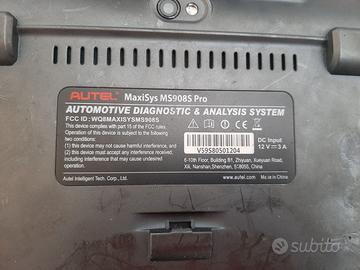 AUTEL MaxiSys MS908S Pro
AUTOMOTIVE DIAGNOSTIC & ANALYSIS SYSTEM
FCC ID: WQ8MAXISYSMS908S
This device complies with part 15 of the FCC rules.
Operation of this device is subject to the following
two conditions:
(1) this device may not cause harmful interference, and
(2) this device must accept any interference received,
including interference that may cause undesired
operation.
DC Input:
12 V ⎓ 3 A
VS9S80501204
6-10th Floor, Building B1, Zhiyuan, Xueyuan Road,
Xili, Nanshan, Shenzhen, 518055, China
Autel Intelligent Tech. Corp., Ltd. www.autel.com Made in China
subito